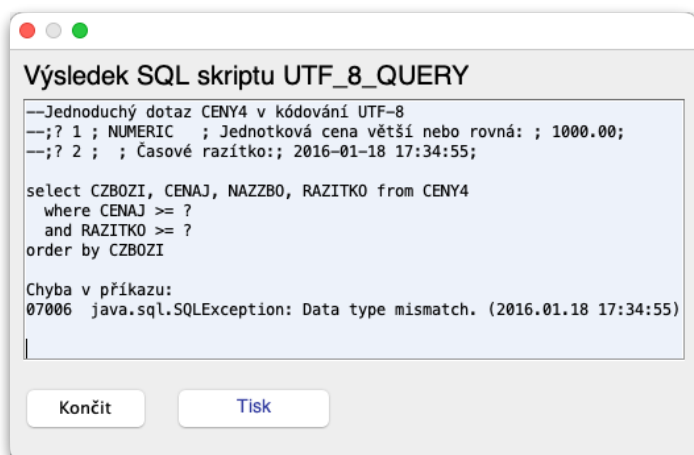 Výsledek SQL skriptu UTF_8_QUERY
--Jednoduchý dotaz CENY4 v kódování UTF-8
--;? 1 ; NUMERIC   ; Jednotková cena větší nebo rovná: ; 1000.00;
--;? 2 ;  ; Časové razítko:; 2016-01-18 17:34:55;
select CZBOZI, CENAJ, NAZZBO, RAZITKO from CENY4
  where CENAJ >= ?
  and RAZITKO >= ?
order by CZBOZI
Chyba v příkazu:
07006  java.sql.SQLException: Data type mismatch. (2016.01.18 17:34:55)
Končit
Tisk